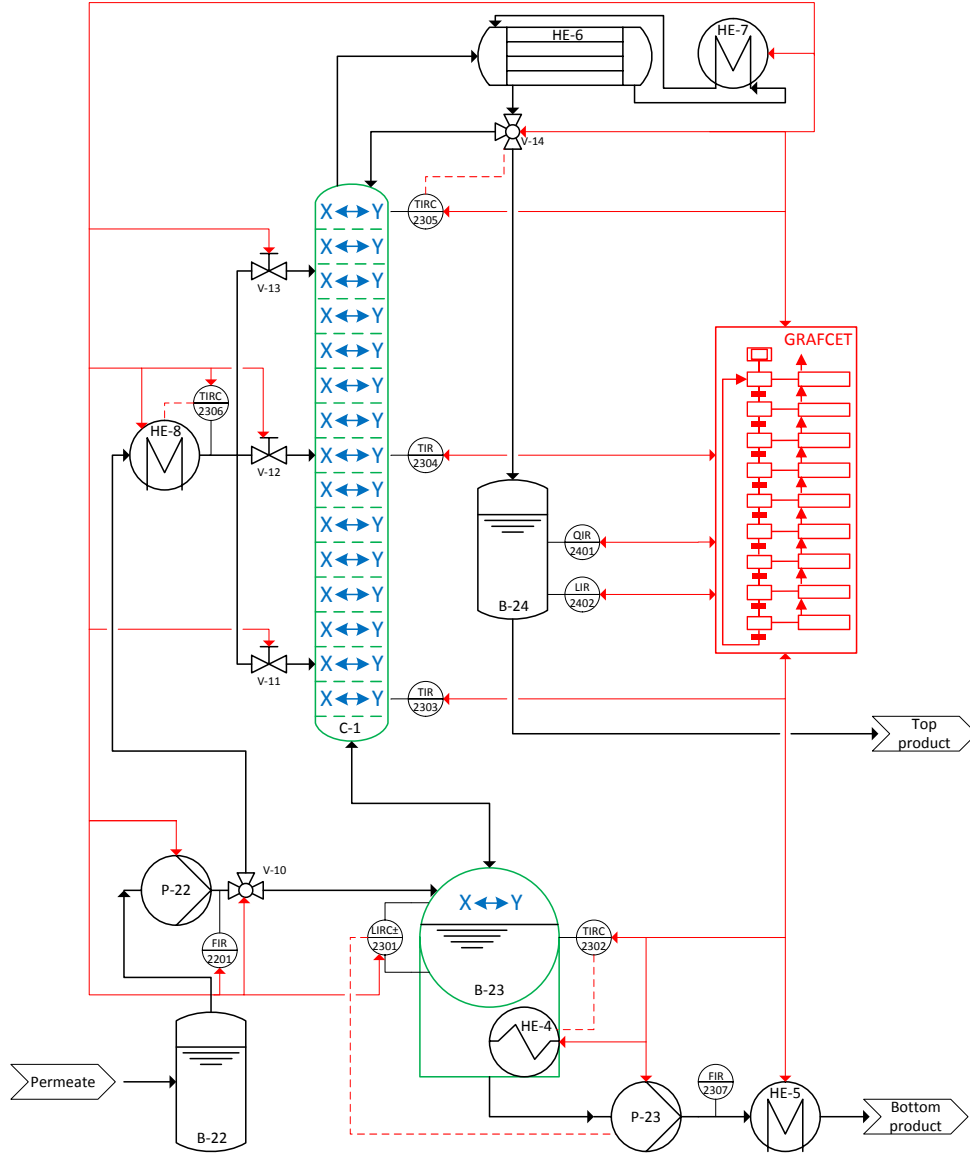 HE-6
HE-7
V-14
X Y
TIRC
2305
X Y
X Y
V-13
X Y
GRAFCET
X Y
TIRC
2306
X Y
X Y
HE-8
V-12
X Y
TIR
2304
X Y
X Y
QIR
2401
X Y
LIR
2402
X Y
B-24
X Y
X Y
V-11
X Y
TIR
2303
C-1
Top
product
V-10
P-22
X Y
FIR
2201
LIRC±
2301
TIRC
2302
B-23
HE-4
Permeate
FIR
2307
HE-5
P-23
Bottom
product
B-22